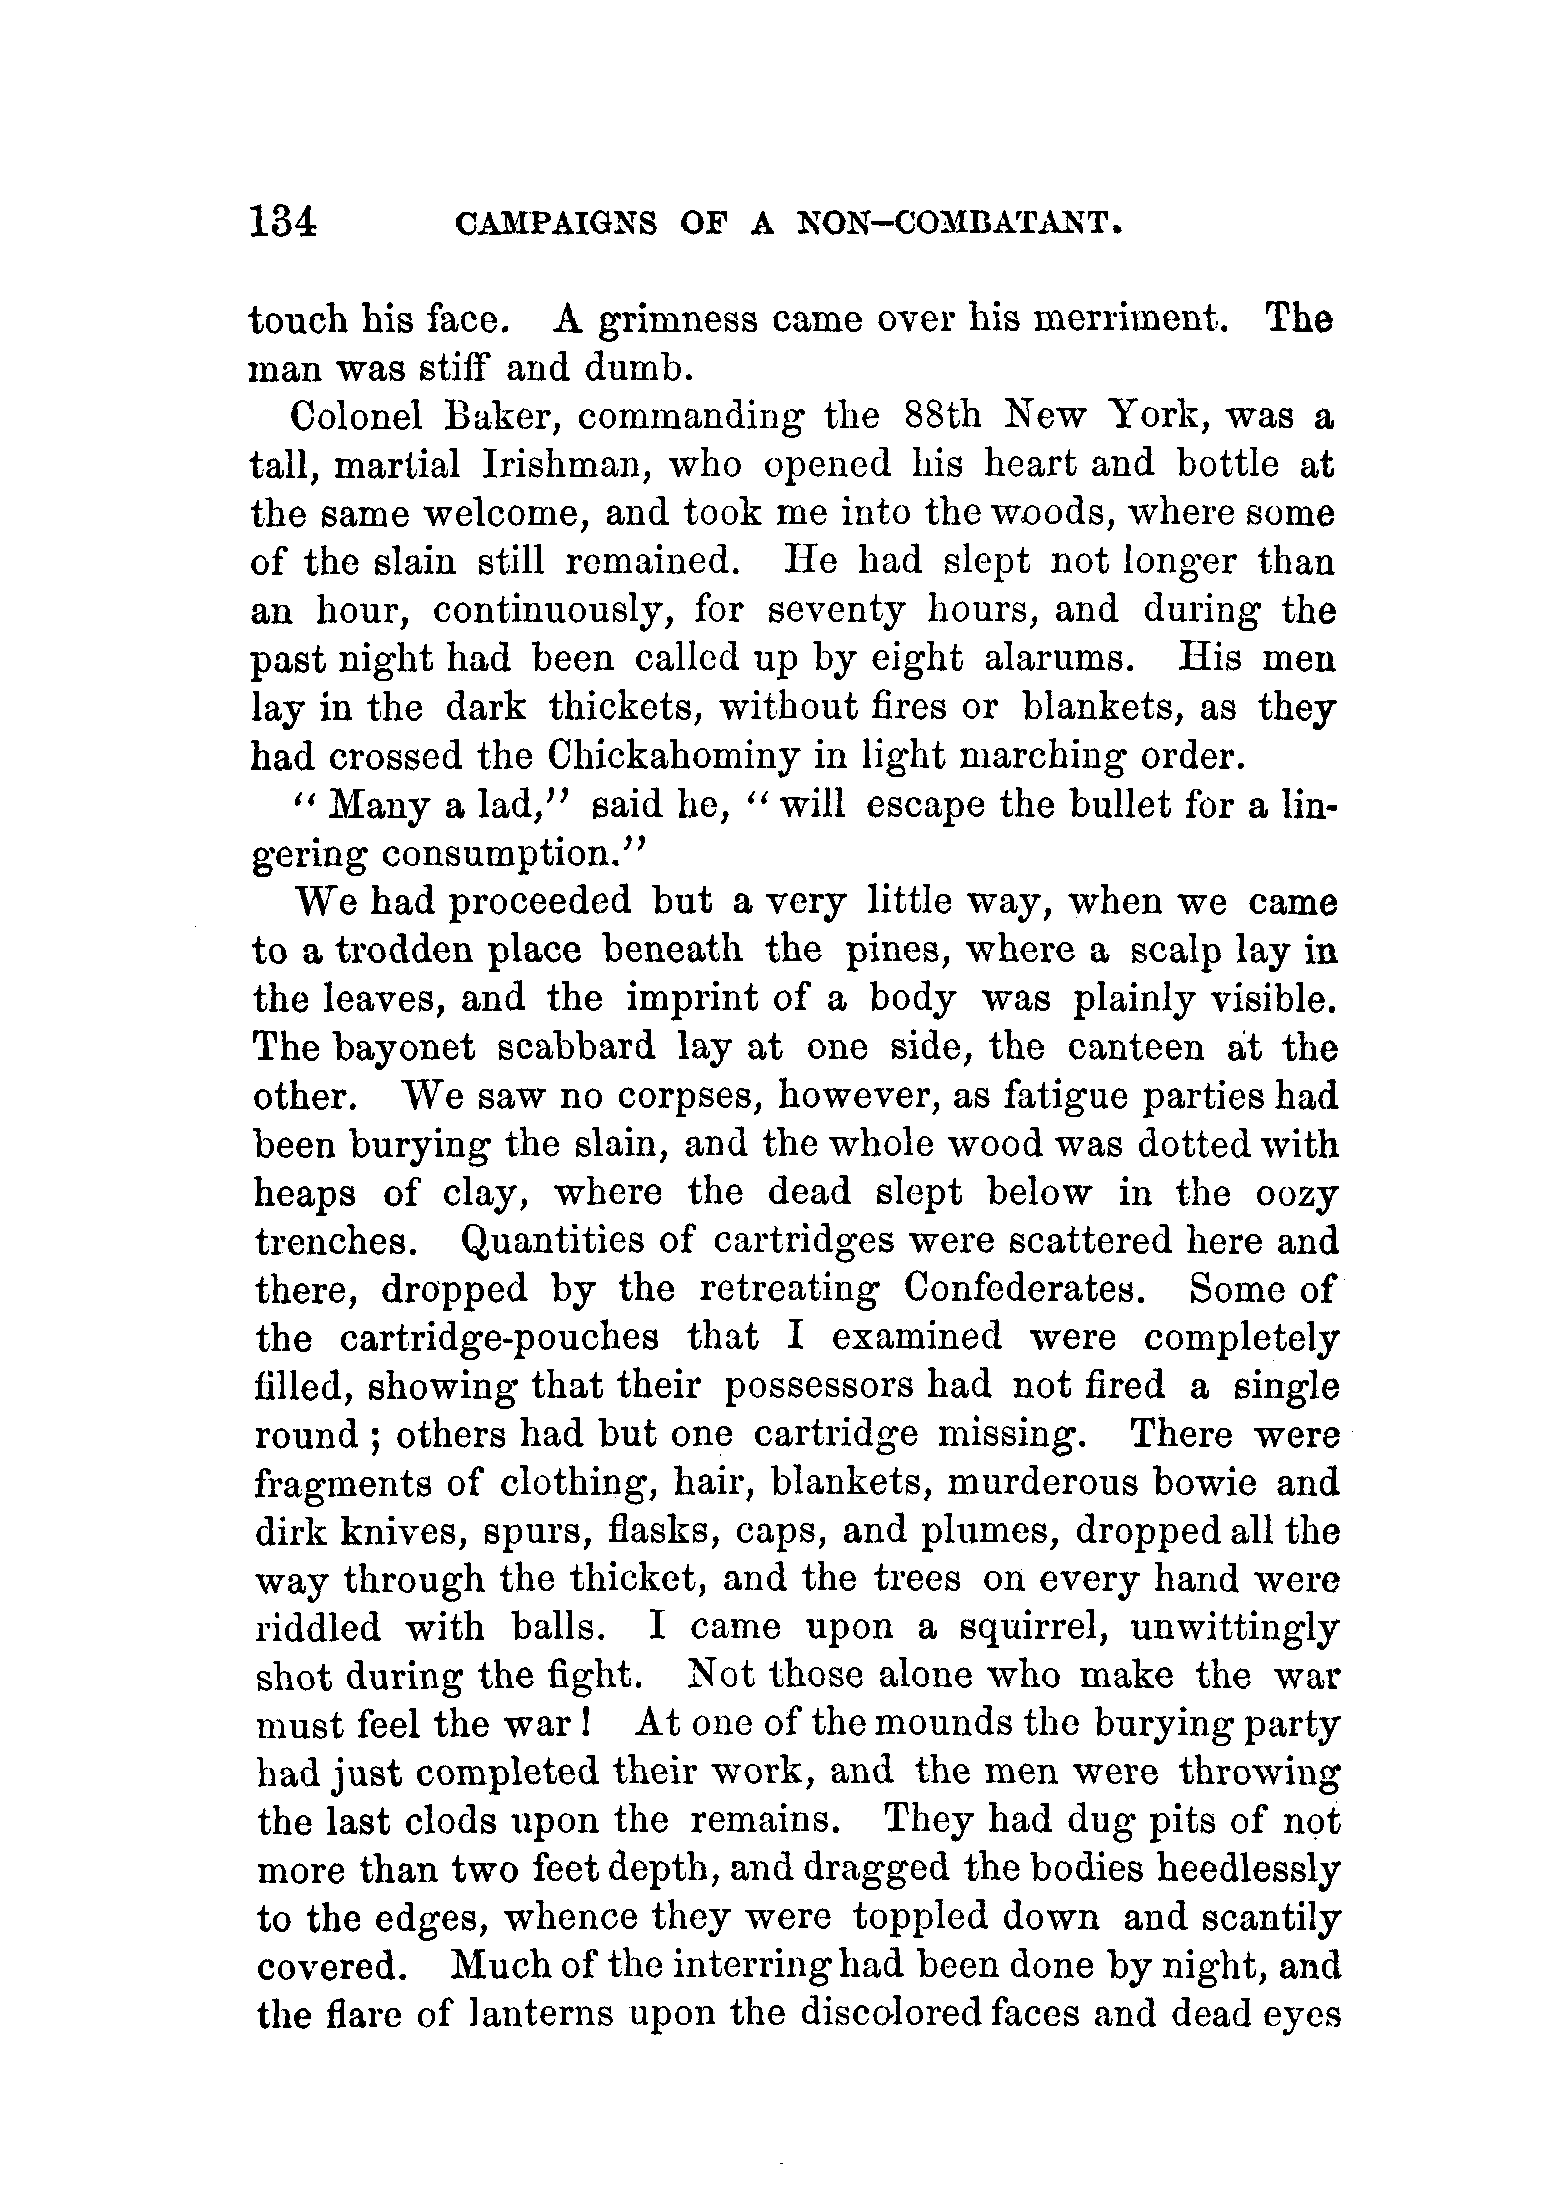 134 CAMPAIGNS OF A NON-COMBATANT.
touch his face. A grimness came over his merriment. The
man was stiff and dumb.
Colonel Baker, commanding the 88th New York, was a
tall, martial Irishman, who opened his heart and bottle at
the same welcome, and took me into the woods, where some
of the slain still remained. He had slept not longer than
an hour, continuously, for seventy hours, and during the
past night had been called up by eight alarums. His men
lay in the dark thickets, without fires or blankets, as they
had crossed the Chickahominy in light marching order.
"Many a lad," said he, "will escape the bullet for a lin-
gering consumption."
We had proceeded but a very little way, when we came
to a trodden place beneath the pines, where a scalp lay in
the leaves, and the imprint of a body was plainly visible.
The bayonet scabbard lay at one side, the canteen at the
other. We saw no corpses, however, as fatigue parties had
been burying the slain, and the whole wood was dotted with
heaps of clay, where the dead slept below in the oozy
trenches. Quantities of cartridges were scattered here and
there, dropped by the retreating Confederates. Some of
the cartridge-pouches that I examined were completely
filled, showing that their possessors had not fired a single
round; others had but one cartridge missing. There were
fragments of clothing, hair, blankets, murderous bowie and
dirk knives, spurs, flasks, caps, and plumes, dropped all the
way through the thicket, and the trees on every hand were
riddled with balls. I came upon a squirrel, unwittingly
shot during the fight. Not those alone who make the war
must feel the war! At one of the mounds the burying party
had just completed their work, and the men were throwing
the last clods upon the remains. They had dug pits of not
more than two feet depth, and dragged the bodies heedlessly
to the edges, whence they were toppled down and scantily
covered. Much of the interring had been done by night, and
the flare of lanterns upon the discolored faces and dead eyes